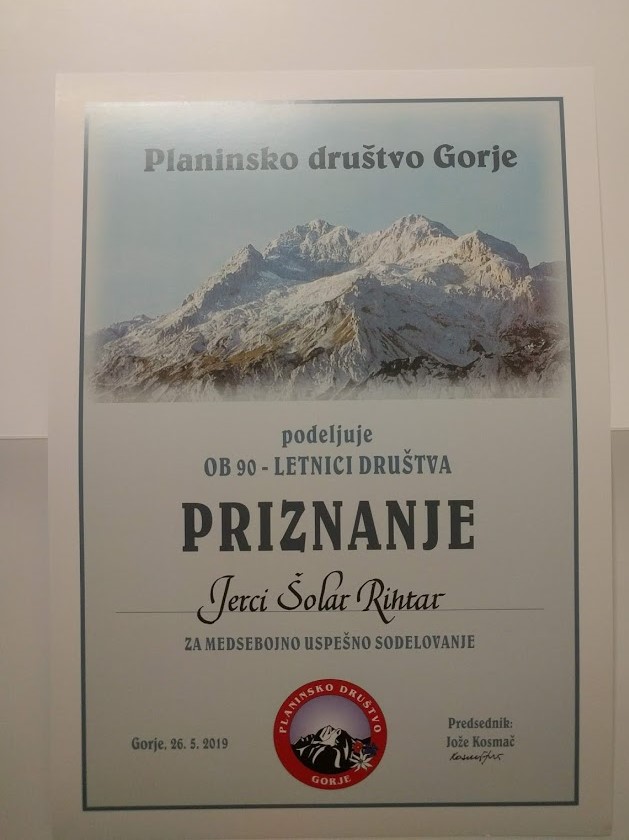 Planinsko društvo Gorje
podeljuje
OB 90 - LETNICI DRUŠTVA
PRIZNANJE
Jerci Šolar Rihtar
ZA MEDSEBOJNO USPEŠNO SODELOVANJE
PLANINSKO DRUŠTVO
GORJE
Gorje, 26. 5. 2019
Predsednik:
Jože Kosmač